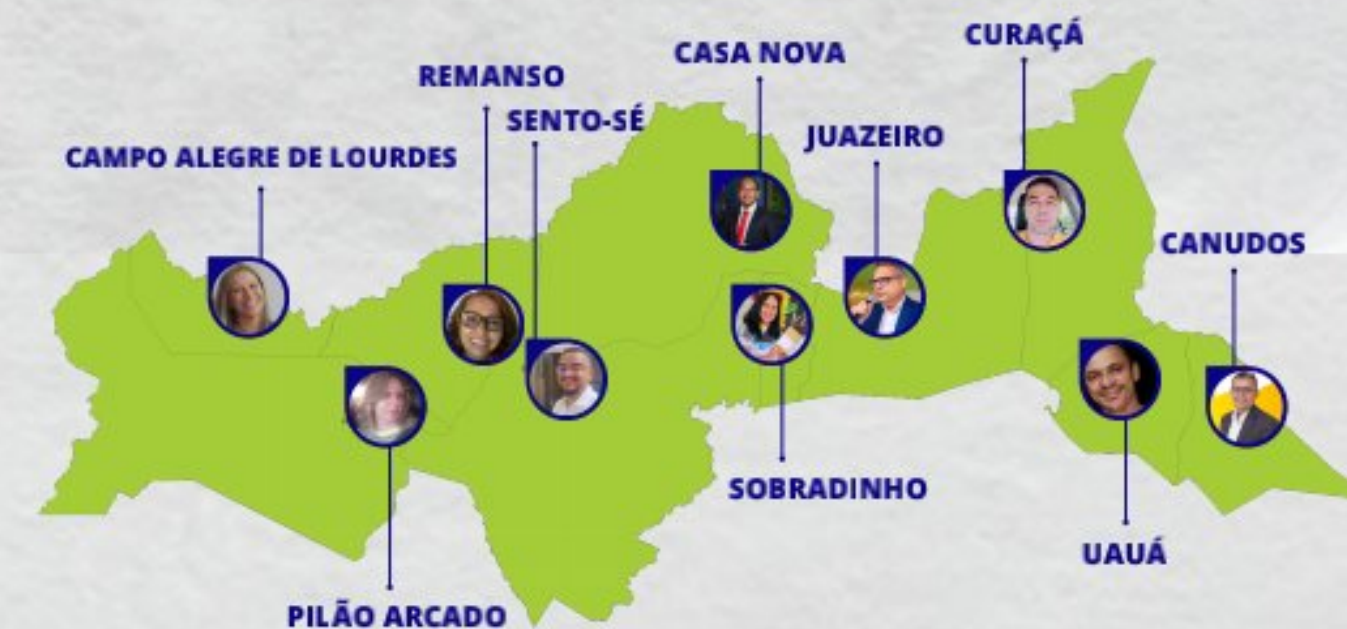 CURAÇÁ
CASA NOVA
REMANSO
SENTO-SÉ
JUAZEIRO
CAMPO ALEGRE DE LOURDES
CANUDOS
SOBRADINHO
UAUÁ
PILÃO ARCADO